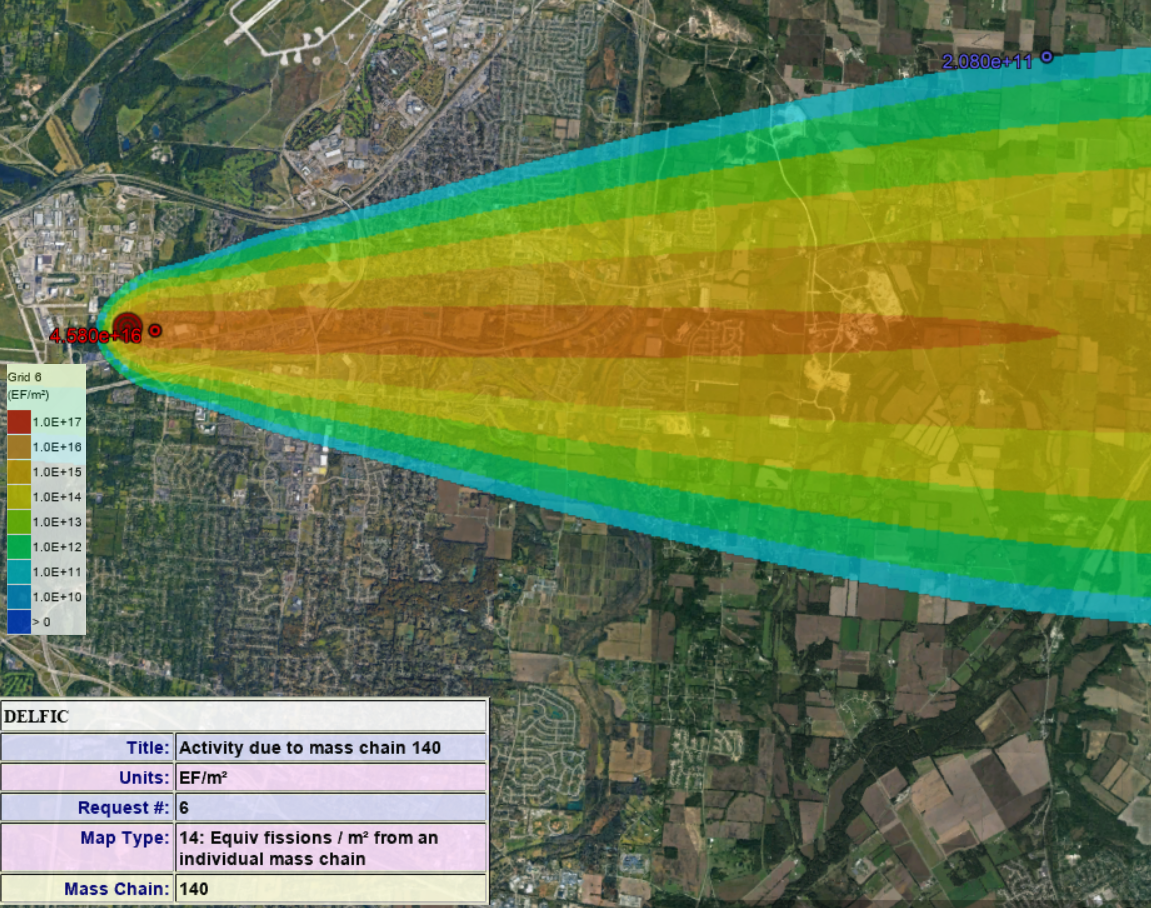 2.080e+11
4.580e+16
Grid 6
(EF/m²)
1.0E+17
1.0E+16
1.0E+15
1.0E+14
1.0E+13
1.0E+12
1.0E+11
1.0E+10
> 0
DELFIC
Title: Activity due to mass chain 140
Units: EF/m²
Request #: 6
Map Type: 14: Equiv fissions / m² from an
individual mass chain
Mass Chain: 140